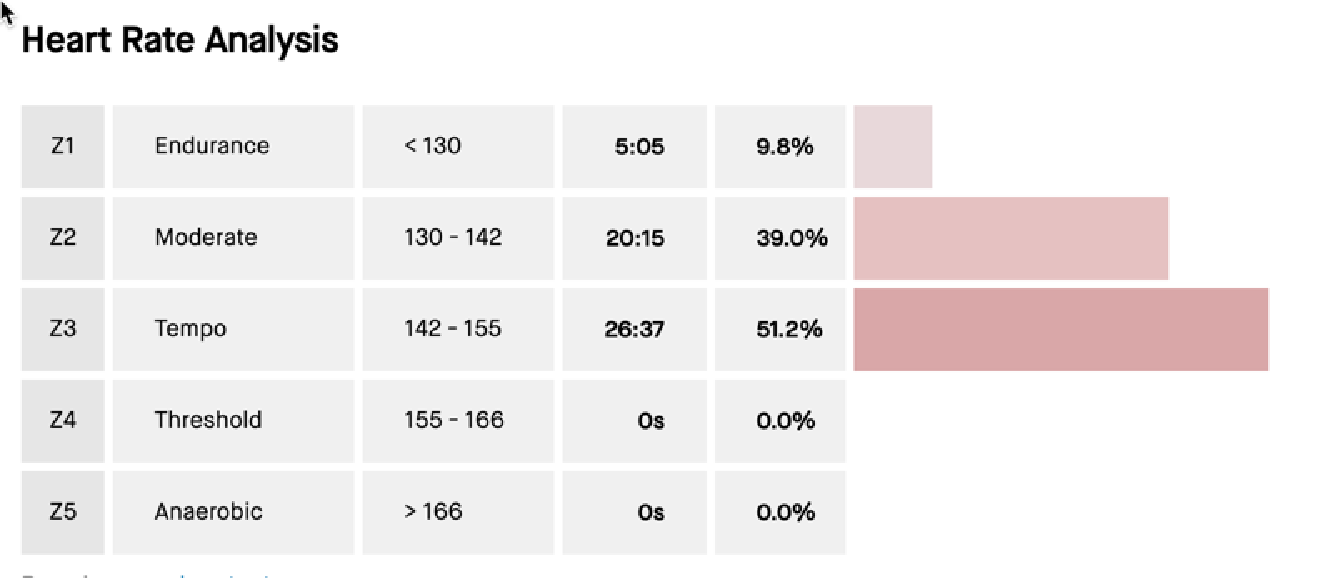 Heart Rate Analysis
Z1 Endurance < 130 5:05 9.8%
Z2 Moderate 130 - 142 20:15 39.0%
Z3 Tempo 142 - 155 26:37 51.2%
Z4 Threshold 155 - 166 0s 0.0%
Z5 Anaerobic > 166 0s 0.0%